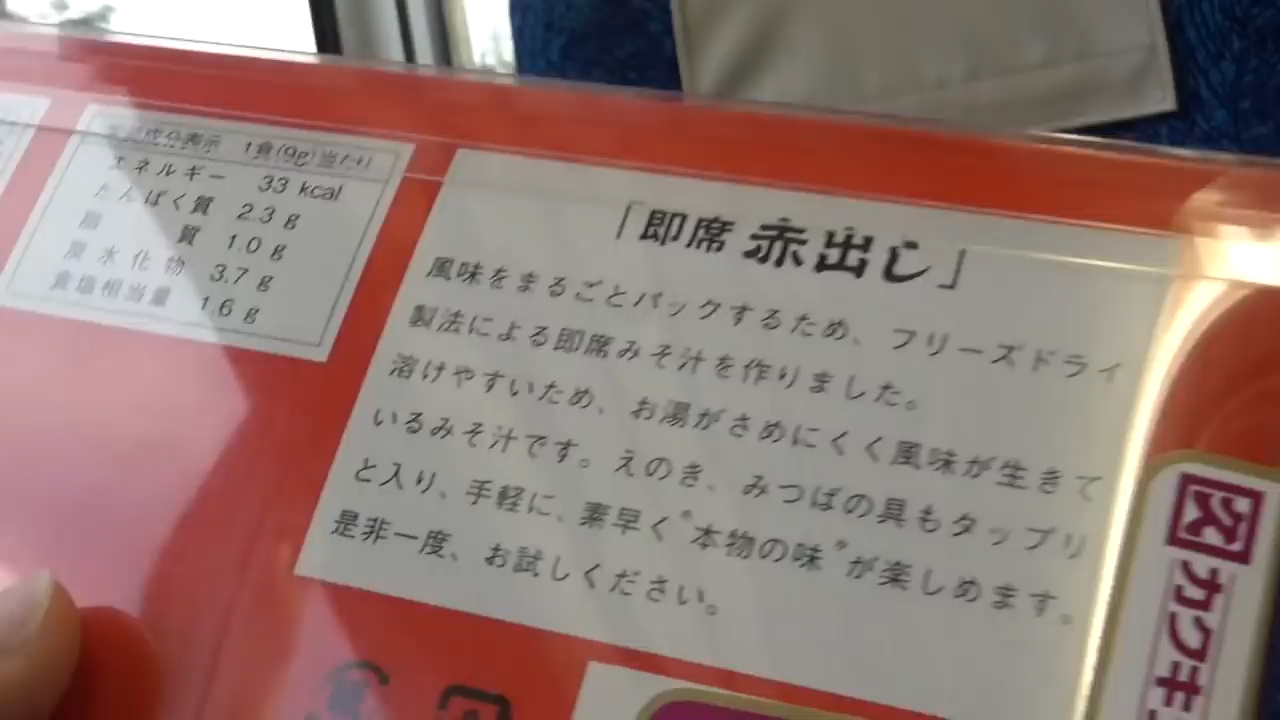 成分表示 1食(9g)当たり
エネルギー 33 kcal
たんぱく質 2.3 g
脂質 1.0 g
炭水化物 3.7 g
食塩相当量 1.6 g
「即席 赤出し」
風味をまるごとパックするため、フリーズドライ
製法による即席みそ汁を作りました。
溶けやすいため、お湯がさめにくく風味が生きて
いるみそ汁です。えのき、みつばの具もタップリ
と入り、手軽に、素早く“本物の味”が楽しめます。
是非一度、お試しください。
カクキ